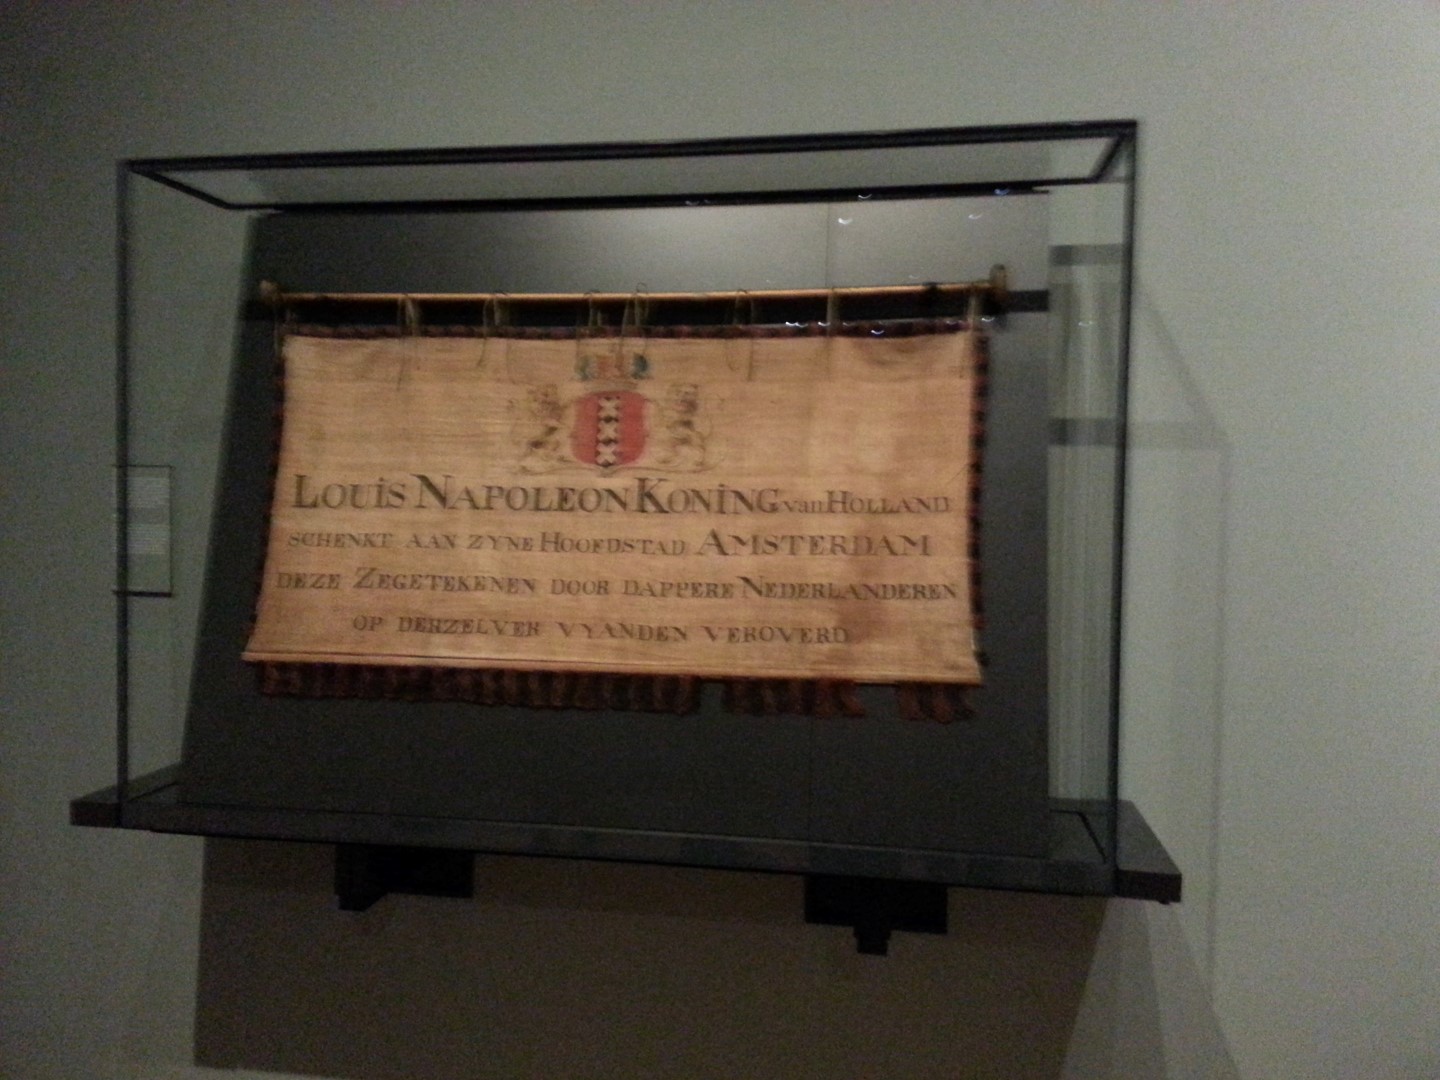 LOUIS NAPOLEON KONING van HOLLAND
SCHENKT AAN ZYNE HOOFDSTAD AMSTERDAM
DEZE ZEGETEKENEN DOOR DAPPERE NEDERLANDEREN
OP DERZELVER VYANDEN VEROVERD